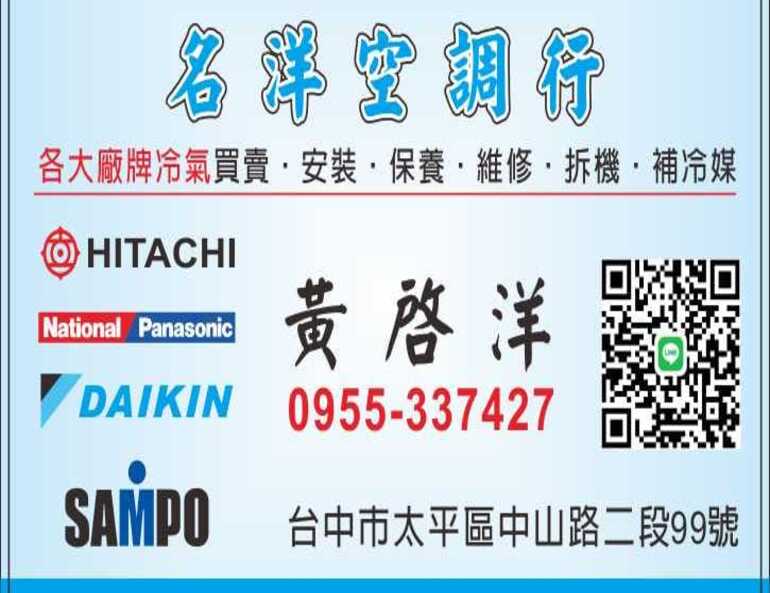 名洋空調行
各大廠牌冷氣買賣·安裝·保養·維修·拆機·補冷媒
HITACHI
National Panasonic
DAIKIN
SAMPO
黃啓洋
0955-337427
LINE
台中市太平區中山路二段99號